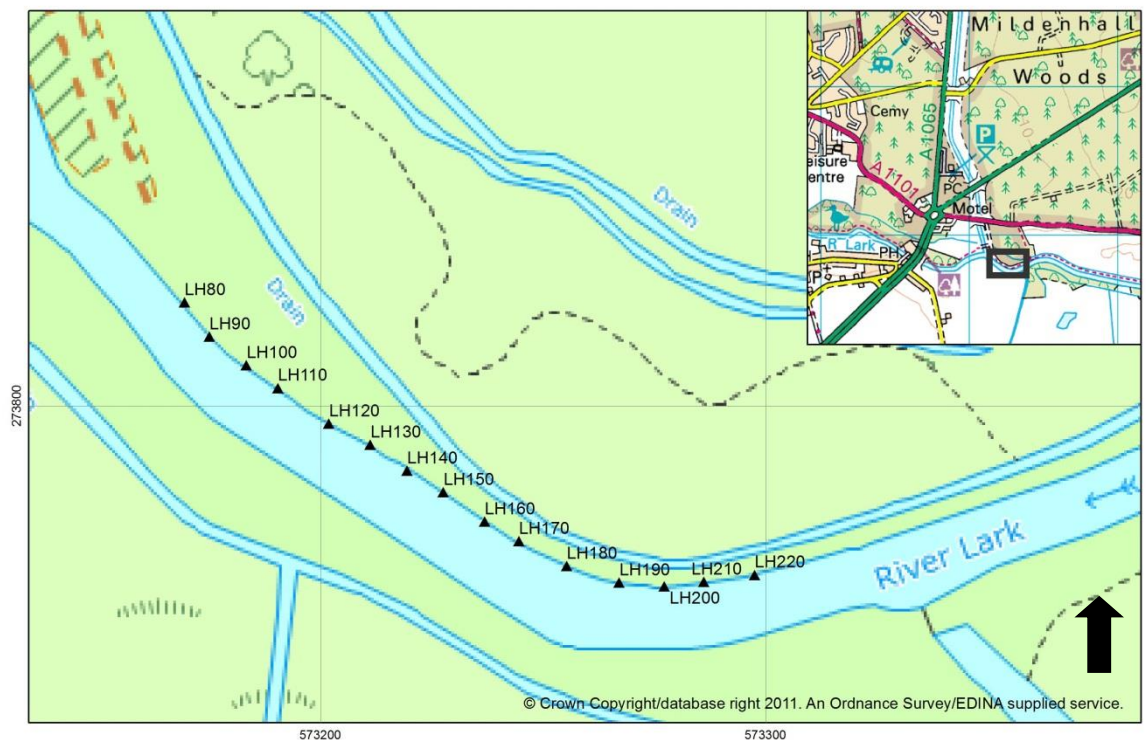 Mildenhall
Woods
Cemy
A1065
P
eisure
entre
A1101
PC
Motel
R Lark
PH
P
Drain
Drain
LH80
LH90
LH100
LH110
273800
LH120
LH130
LH140
LH150
LH160
LH170
LH180
LH190
LH200
LH210
LH220
River Lark
© Crown Copyright/database right 2011. An Ordnance Survey/EDINA supplied service.
573200
573300